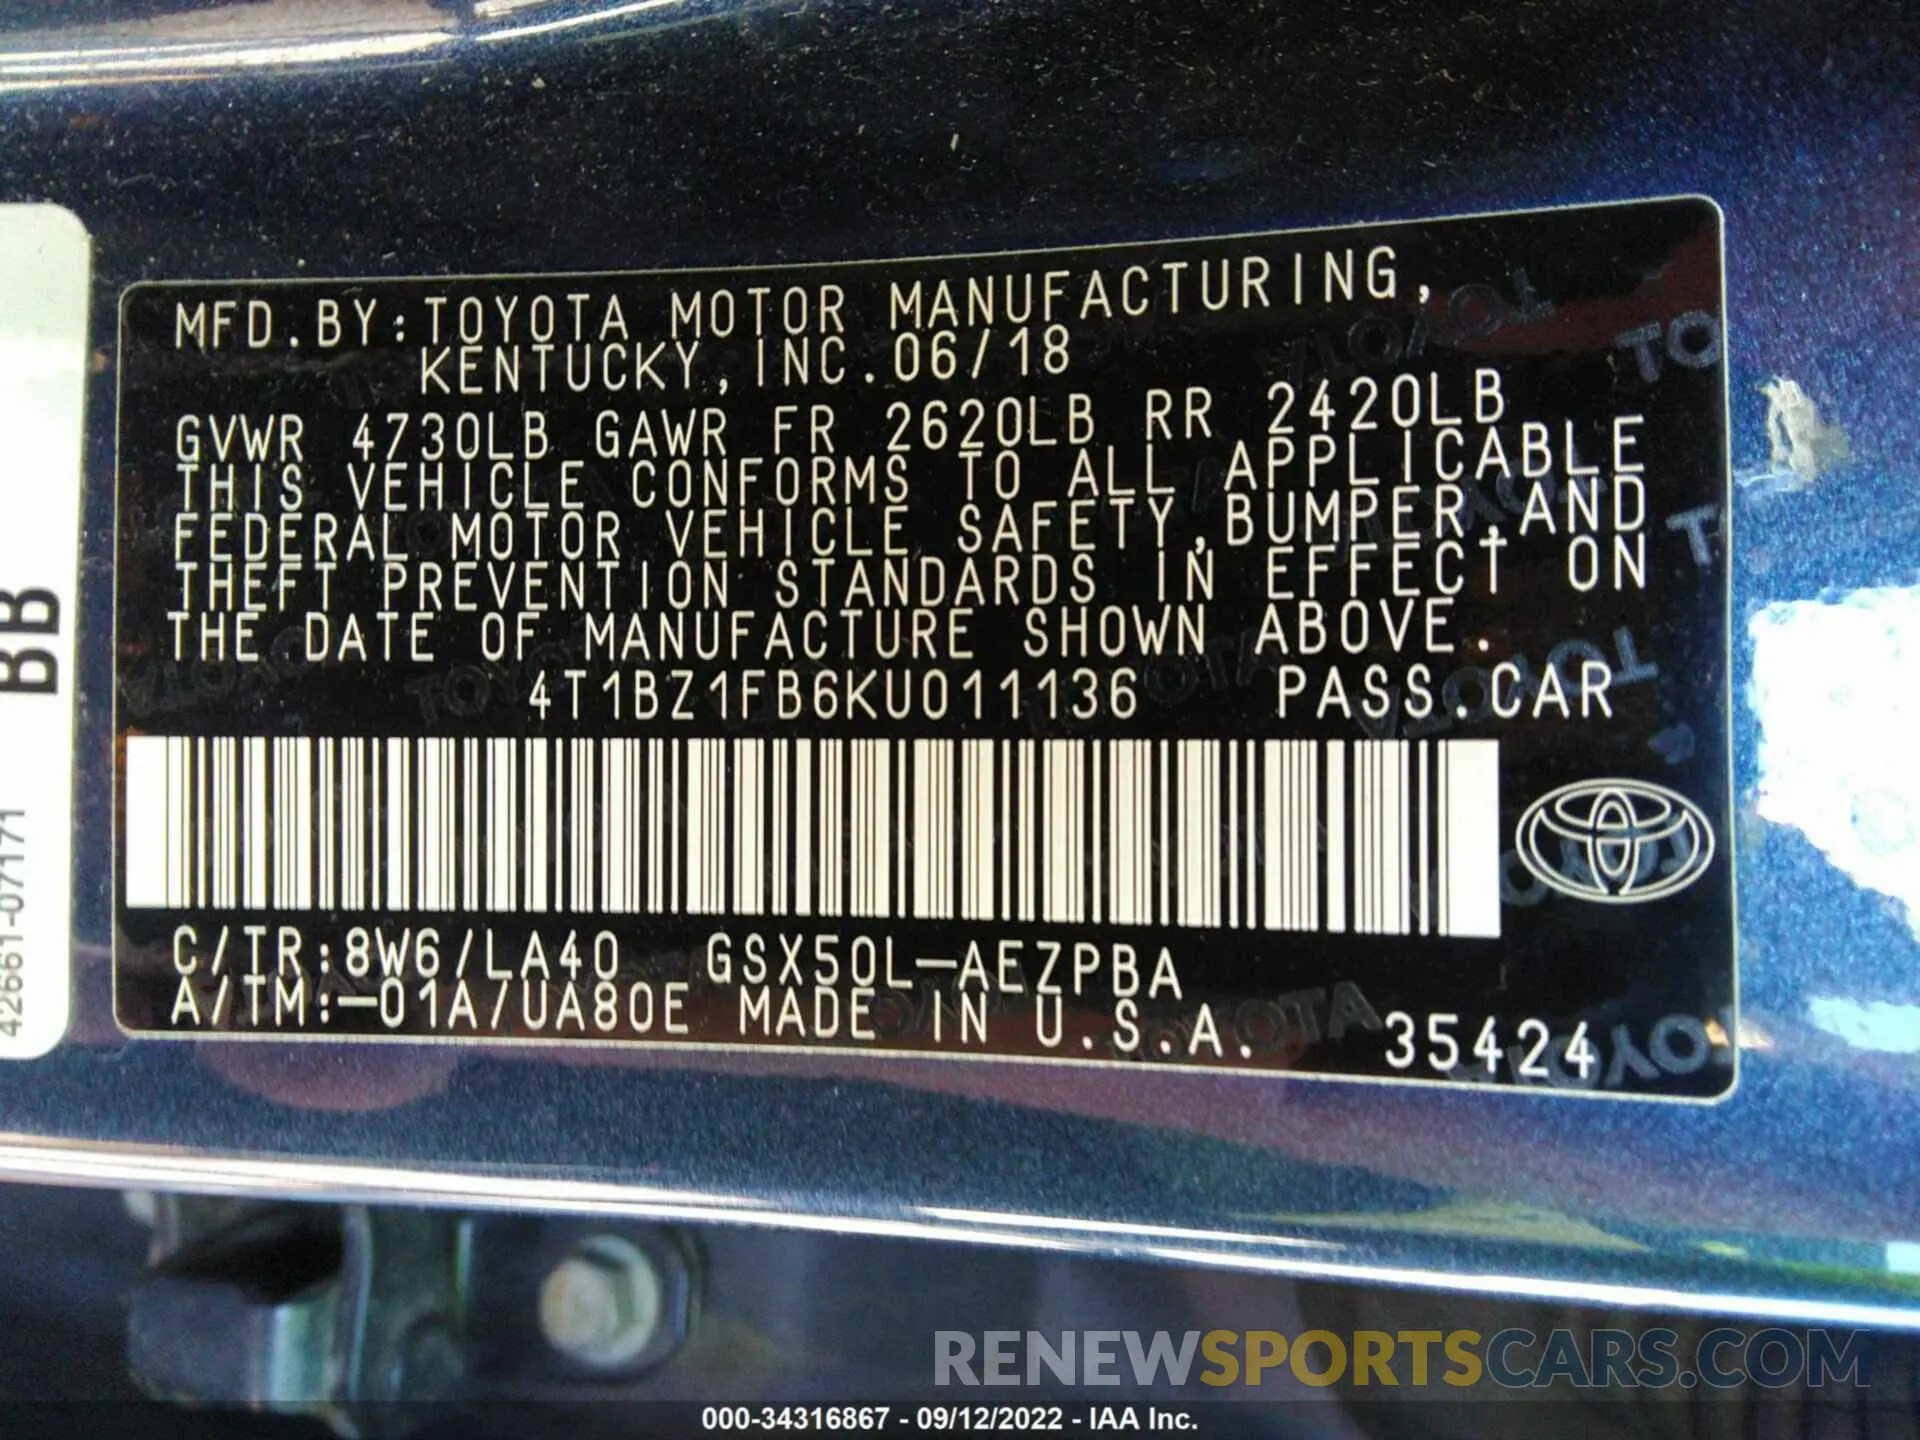 MFD.BY:TOYOTA MOTOR MANUFACTURING,
KENTUCKY,INC.06/18
GVWR 4730LB GAWR FR 2620LB RR 2420LB
THIS VEHICLE CONFORMS TO ALL APPLICABLE
FEDERAL MOTOR VEHICLE SAFETY,BUMPER,AND
THEFT PREVENTION STANDARDS IN EFFECT ON
THE DATE OF MANUFACTURE SHOWN ABOVE.
4T1BZ1FB6KU011136 PASS.CAR
C/TR:8W6/LA40 GSX50L-AEZPBA
A/TM:-01A/UA80E MADE IN U.S.A. 35424
BB
42661-07171
RENEWSPORTSCARS.COM
000-34316867 - 09/12/2022 - IAA Inc.